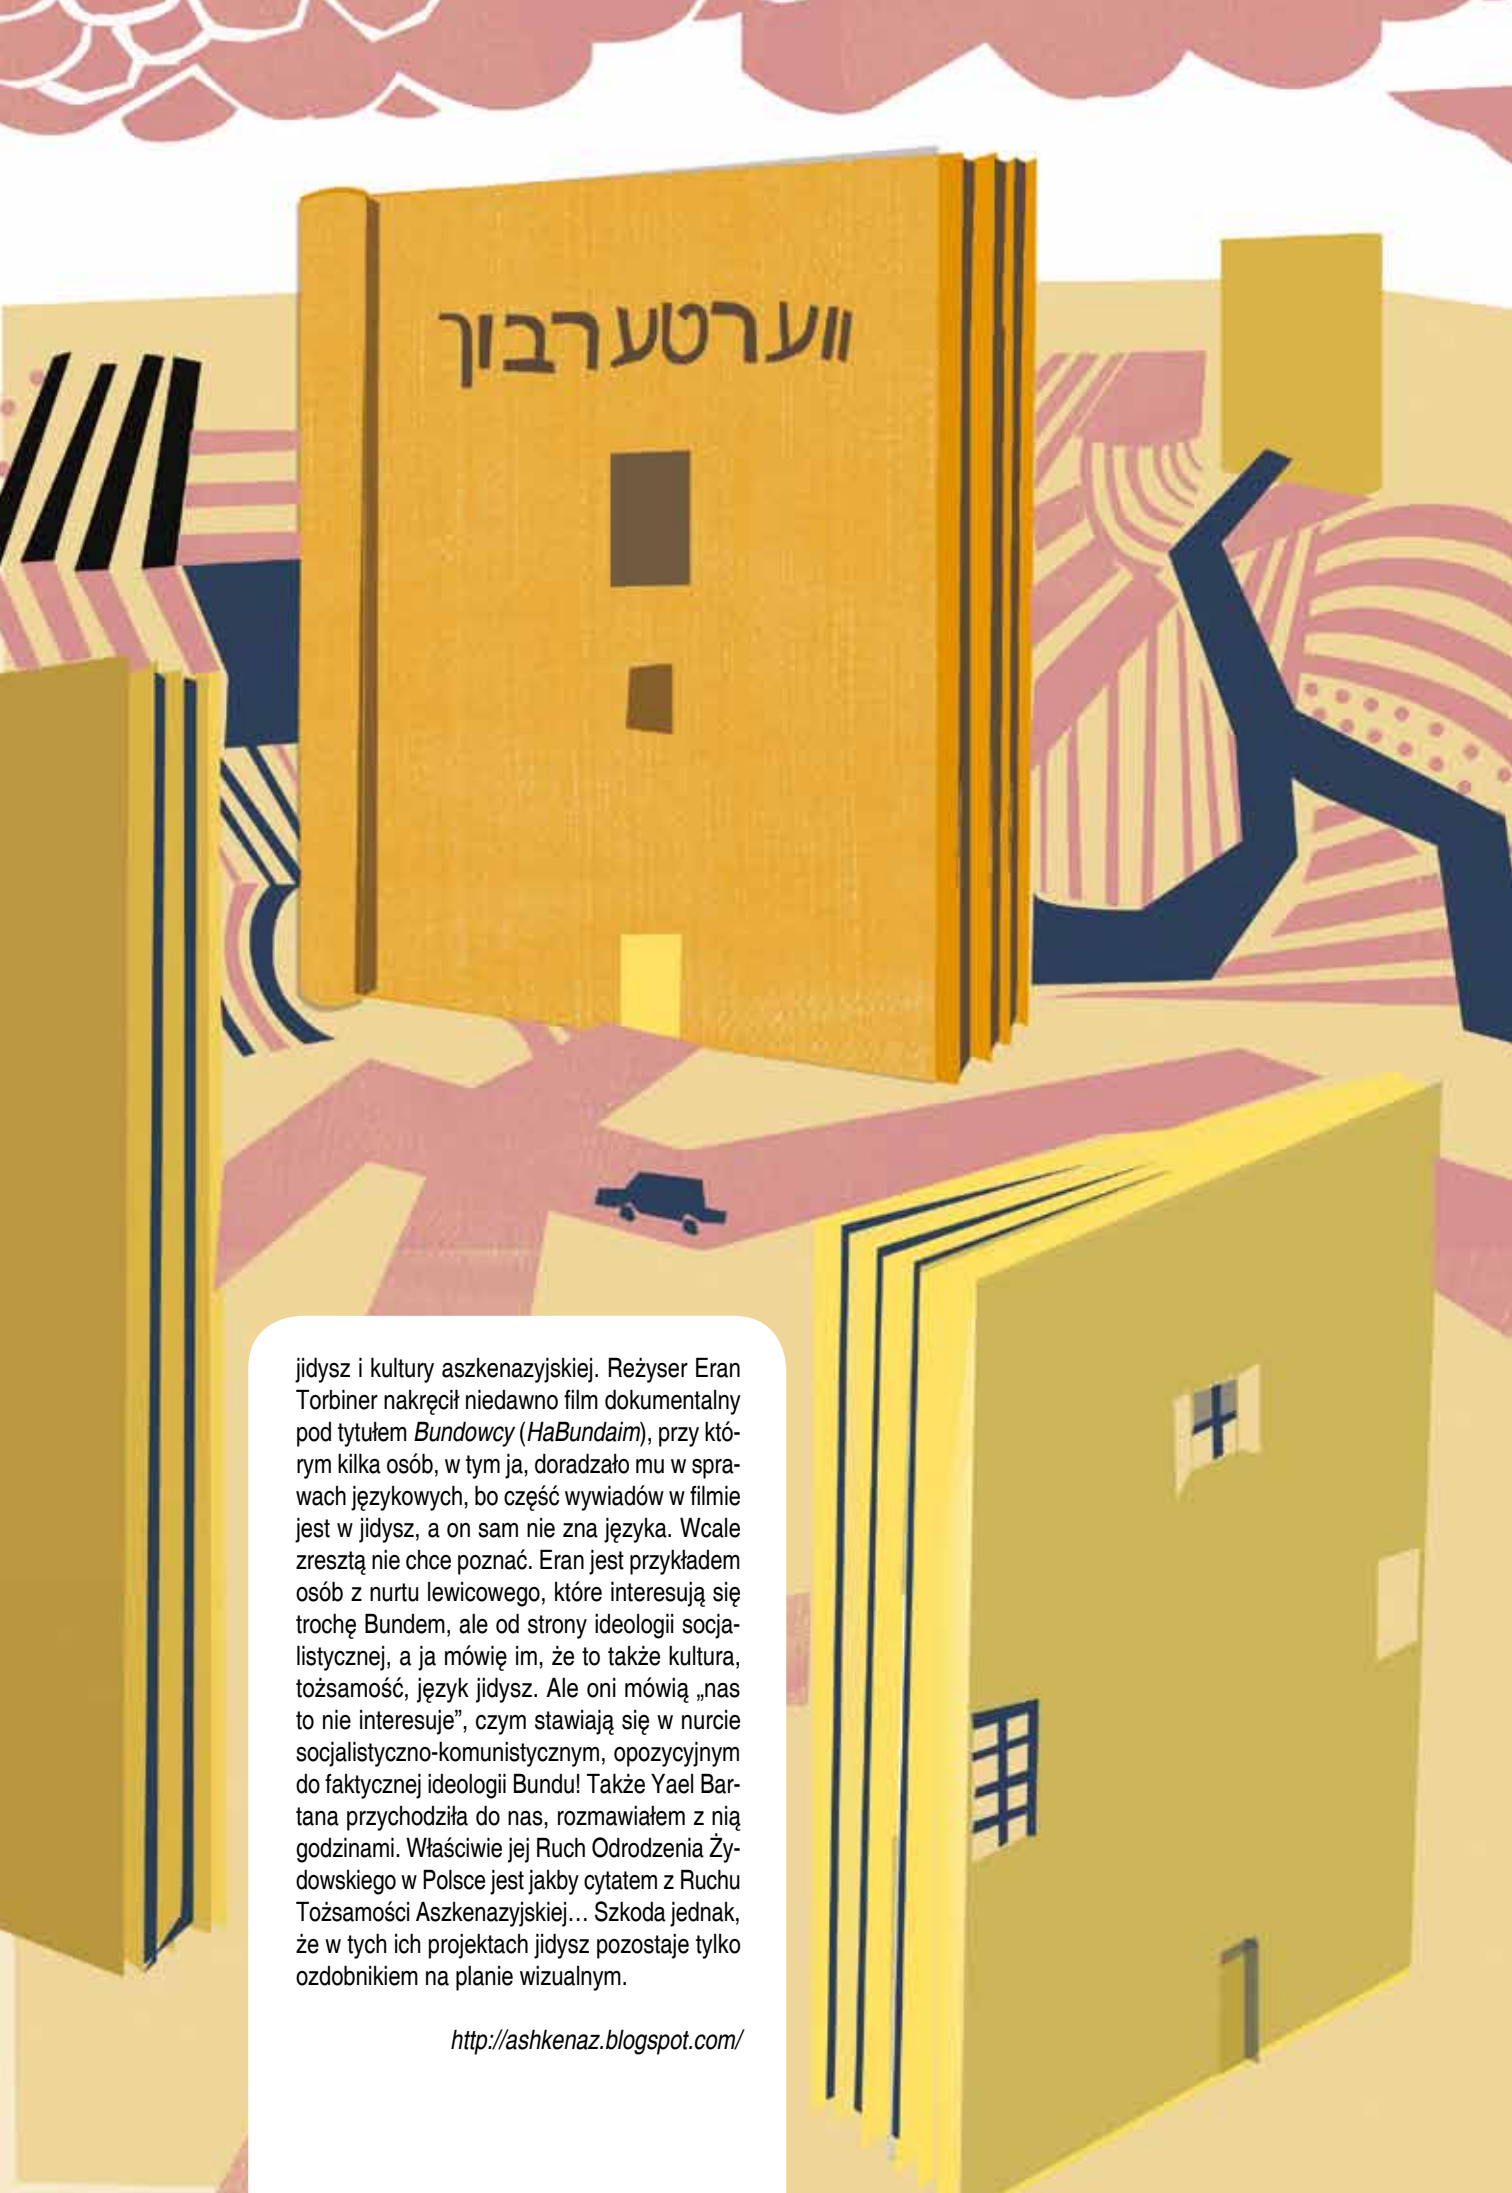 ווערטערבוך
jidysz i kultury aszkenazyjskiej. Reżyser Eran
Torbiner nakręcił niedawno film dokumentalny
pod tytułem Bundowcy (HaBundaim), przy któ-
rym kilka osób, w tym ja, doradzało mu w spra-
wach językowych, bo część wywiadów w filmie
jest w jidysz, a on sam nie zna języka. Wcale
zresztą nie chce poznać. Eran jest przykładem
osób z nurtu lewicowego, które interesują się
trochę Bundem, ale od strony ideologii socja-
listycznej, a ja mówię im, że to także kultura,
tożsamość, język jidysz. Ale oni mówią „nas
to nie interesuje”, czym stawiają się w nurcie
socjalistyczno-komunistycznym, opozycyjnym
do faktycznej ideologii Bundu! Także Yael Bar-
tana przychodziła do nas, rozmawiałem z nią
godzinami. Właściwie jej Ruch Odrodzenia Ży-
dowskiego w Polsce jest jakby cytatem z Ruchu
Tożsamości Aszkenazyjskiej… Szkoda jednak,
że w tych ich projektach jidysz pozostaje tylko
ozdobnikiem na planie wizualnym.
http://ashkenaz.blogspot.com/